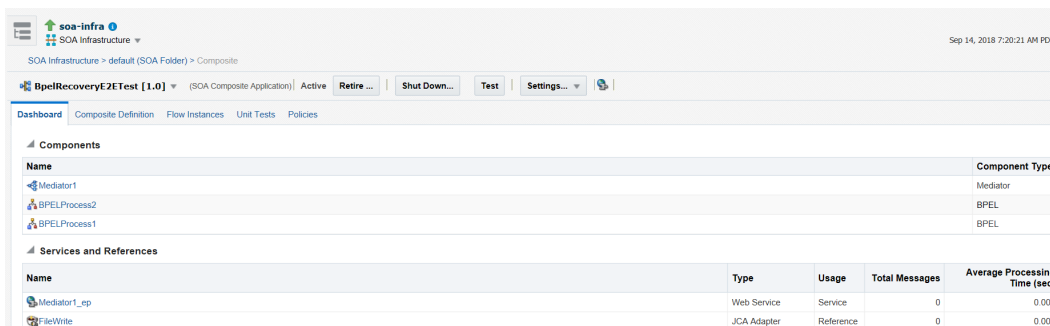 soa-infra
SOA Infrastructure
Sep 14, 2018 7:20:21 AM PD
SOA Infrastructure > default (SOA Folder) > Composite
BpelRecoveryE2ETest [1.0] (SOA Composite Application) Active Retire ... Shut Down... Test Settings...
Dashboard Composite Definition Flow Instances Unit Tests Policies
Components
Name Component Type
Mediator1 Mediator
BPELProcess2 BPEL
BPELProcess1 BPEL
Services and References
Name Type Usage Total Messages Average Processin
Time (sec
Mediator1_ep Web Service Service 0 0.00
FileWrite JCA Adapter Reference 0 0.00